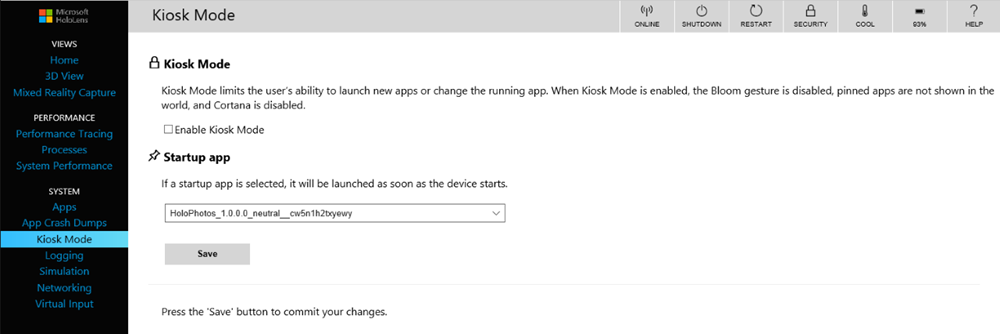 Microsoft
HoloLens
Kiosk Mode
ONLINE
SHUTDOWN
RESTART
SECURITY
COOL
93%
HELP
VIEWS
Home
3D View
Mixed Reality Capture
PERFORMANCE
Performance Tracing
Processes
System Performance
SYSTEM
Apps
App Crash Dumps
Kiosk Mode
Logging
Simulation
Networking
Virtual Input
Kiosk Mode
Kiosk Mode limits the user's ability to launch new apps or change the running app. When Kiosk Mode is enabled, the Bloom gesture is disabled, pinned apps are not shown in the
world, and Cortana is disabled.
Enable Kiosk Mode
Startup app
If a startup app is selected, it will be launched as soon as the device starts.
HoloPhotos_1.0.0.0_neutral__cw5n1h2txyewy
Save
Press the 'Save' button to commit your changes.